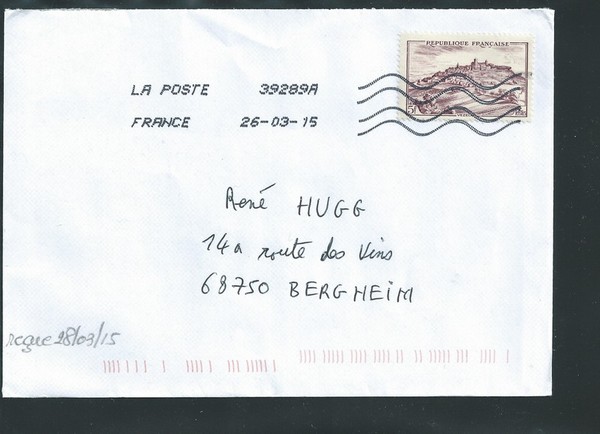 REPUBLIQUE FRANÇAISE
LA POSTE 39289A
FRANCE 26-03-15
René HUGG
14a route des Vins
68750 BERGHEIM
reçue 28/03/15